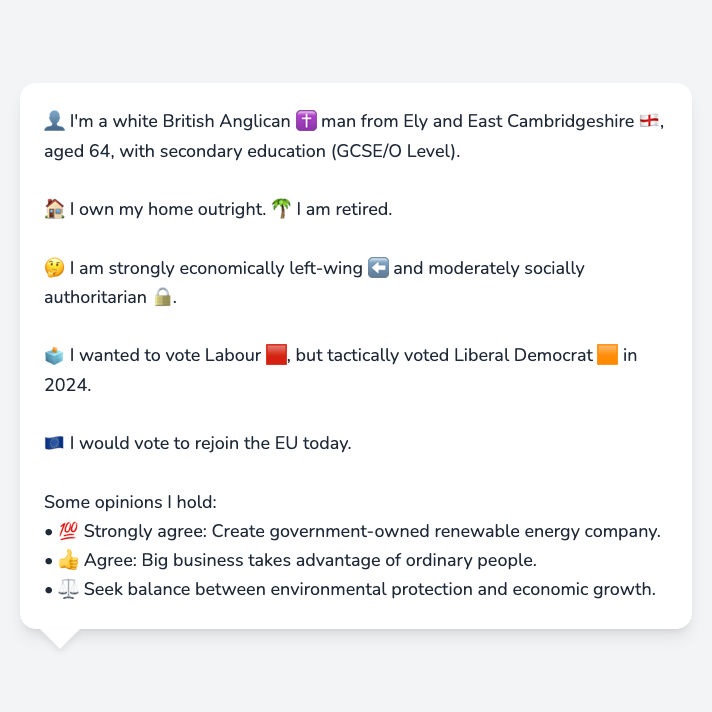 👤 I'm a white British Anglican ✝️ man from Ely and East Cambridgeshire 🏴󠁧󠁢󠁥󠁮󠁧󠁿,
aged 64, with secondary education (GCSE/O Level).
🏠 I own my home outright. 🌴 I am retired.
🤔 I am strongly economically left-wing ⬅️ and moderately socially
authoritarian 🔒.
🗳️ I wanted to vote Labour 🟥, but tactically voted Liberal Democrat 🟧 in
2024.
🇪🇺 I would vote to rejoin the EU today.
Some opinions I hold:
• 💯 Strongly agree: Create government-owned renewable energy company.
• 👍 Agree: Big business takes advantage of ordinary people.
• ⚖️ Seek balance between environmental protection and economic growth.